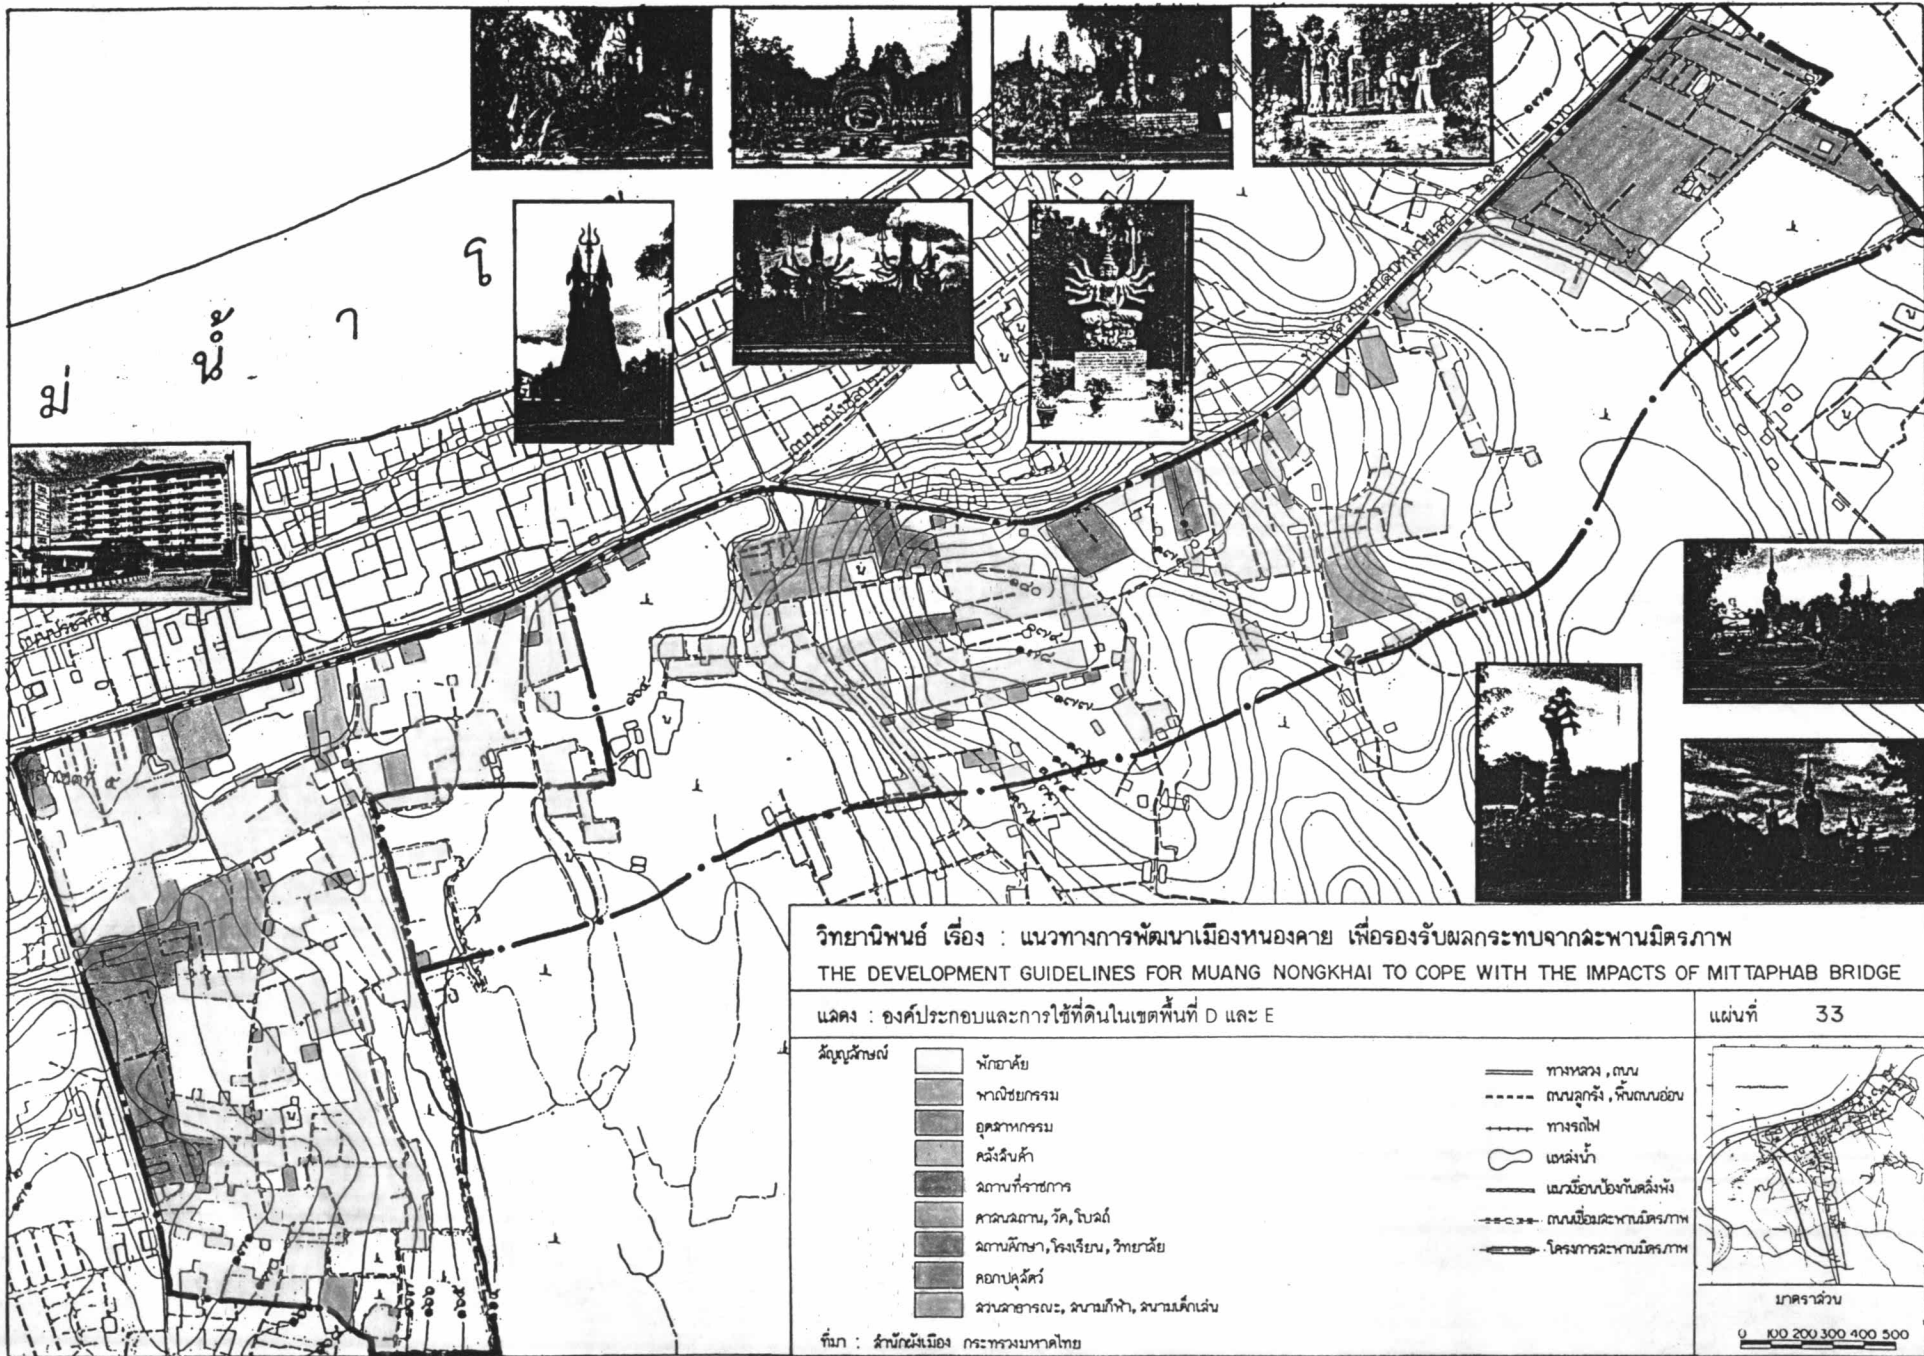 โ
ม่ น้ำ า
วิทยานิพนธ์ เรื่อง : แนวทางการพัฒนาเมืองหนองคาย เพื่อรองรับผลกระทบจากสะพานมิตรภาพ
THE DEVELOPMENT GUIDELINES FOR MUANG NONGKHAI TO COPE WITH THE IMPACTS OF MITTAPHAB BRIDGE
แสดง : องค์ประกอบและการใช้ที่ดินในเขตพื้นที่ D และ E
แผ่นที่ 33
สัญญลักษณ์
พักอาศัย
พาณิชยกรรม
อุตสาหกรรม
คลังสินค้า
สถานที่ราชการ
ศาสนสถาน, วัด, โบสถ์
สถานศึกษา, โรงเรียน, วิทยาลัย
คอกปศุสัตว์
สวนสาธารณะ, สนามกีฬา, สนามเด็กเล่น
ทางหลวง, ถนน
ถนนลูกรัง, พื้นถนนอ่อน
ทางรถไฟ
แหล่งน้ำ
แนวเขื่อนป้องกันตลิ่งพัง
ถนนเชื่อมสะพานมิตรภาพ
โครงการสะพานมิตรภาพ
มาตราส่วน
0 100 200 300 400 500
ที่มา : สำนักผังเมือง กระทรวงมหาดไทย